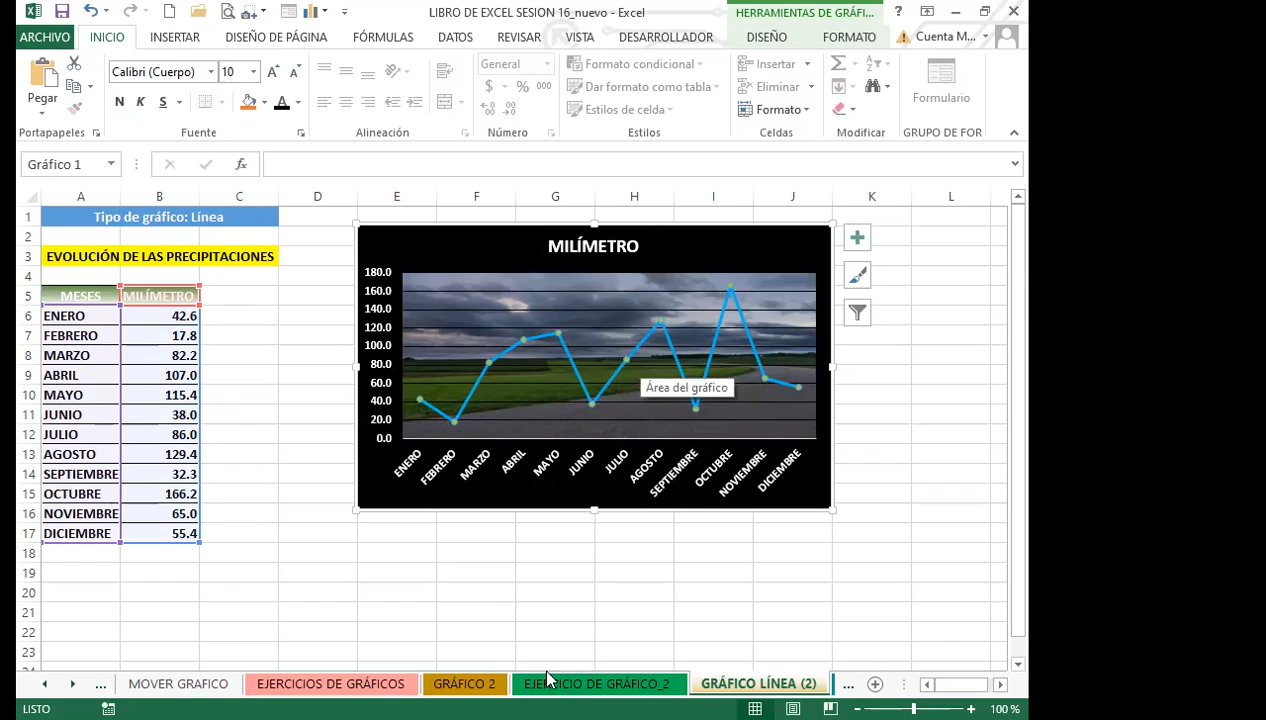 LIBRO DE EXCEL SESION 16_nuevo - Excel
HERRAMIENTAS DE GRÁFI...
ARCHIVO INICIO INSERTAR DISEÑO DE PÁGINA FÓRMULAS DATOS REVISAR VISTA DESARROLLADOR DISEÑO FORMATO Cuenta M...
Calibri (Cuerpo) 10 General Formato condicional Insertar
Pegar N K S $ % 000 Dar formato como tabla Eliminar Formulario
Estilos de celda Formato
Portapapeles Fuente Alineación Número Estilos Celdas Modificar GRUPO DE FOR
Gráfico 1 fx
A B C D E F G H I J K L
1 Tipo de gráfico: Línea
2
3 EVOLUCIÓN DE LAS PRECIPITACIONES
4
5 MESES MILÍMETRO
6 ENERO 42.6
7 FEBRERO 17.8
8 MARZO 82.2
9 ABRIL 107.0
10 MAYO 115.4
11 JUNIO 38.0
12 JULIO 86.0
13 AGOSTO 129.4
14 SEPTIEMBRE 32.3
15 OCTUBRE 166.2
16 NOVIEMBRE 65.0
17 DICIEMBRE 55.4
18
19
20
21
22
23
24
MILÍMETRO
180.0
160.0
140.0
120.0
100.0
80.0
60.0
40.0
20.0
0.0
Área del gráfico
ENERO FEBRERO MARZO ABRIL MAYO JUNIO JULIO AGOSTO SEPTIEMBRE OCTUBRE NOVIEMBRE DICIEMBRE
... MOVER GRAFICO EJERCICIOS DE GRÁFICOS GRÁFICO 2 EJERCICIO DE GRÁFICO_2 GRÁFICO LÍNEA (2) ...
LISTO 100 %